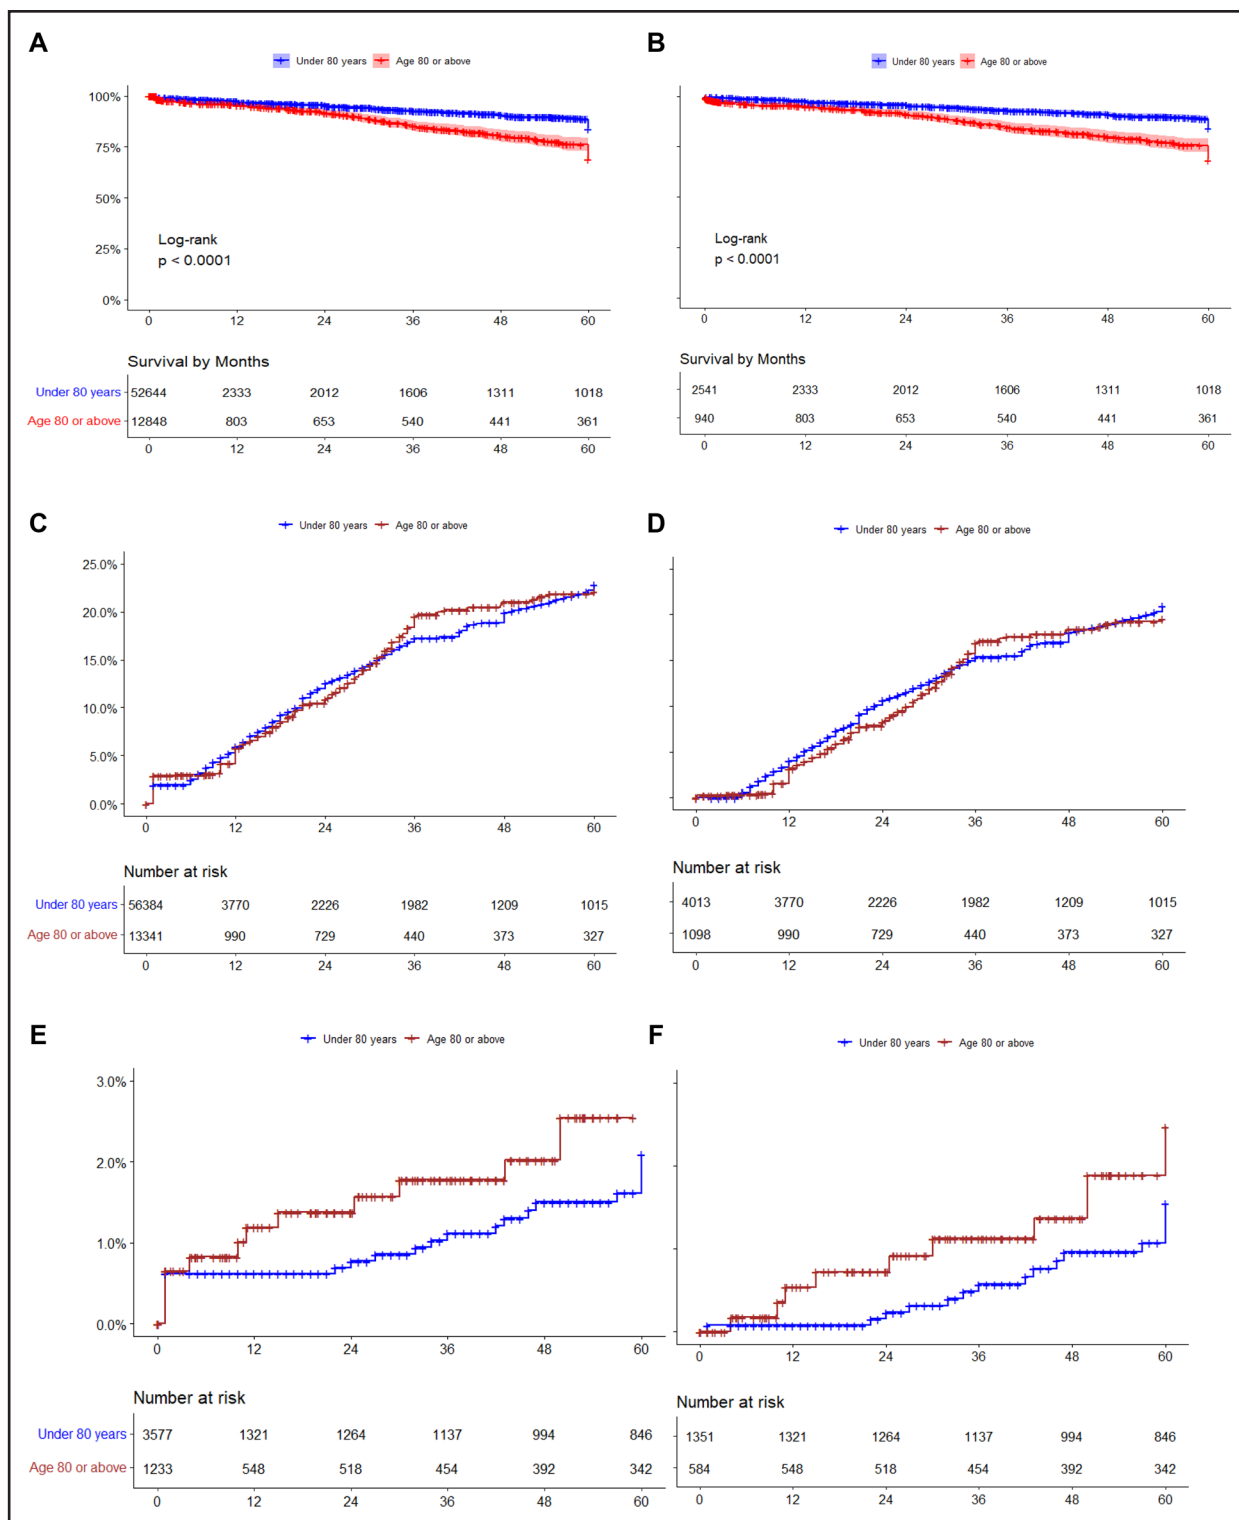 A
Under 80 years Age 80 or above
100%
75%
50%
25%
0%
Log-rank
p < 0.0001
0 12 24 36 48 60
Survival by Months
Under 80 years 52644 2333 2012 1606 1311 1018
Age 80 or above 12848 803 653 540 441 361
0 12 24 36 48 60
B
Under 80 years Age 80 or above
Log-rank
p < 0.0001
0 12 24 36 48 60
Survival by Months
2541 2333 2012 1606 1311 1018
940 803 653 540 441 361
0 12 24 36 48 60
C
Under 80 years Age 80 or above
25.0%
20.0%
15.0%
10.0%
5.0%
0.0%
0 12 24 36 48 60
Number at risk
Under 80 years 56384 3770 2226 1982 1209 1015
Age 80 or above 13341 990 729 440 373 327
0 12 24 36 48 60
D
Under 80 years Age 80 or above
0 12 24 36 48 60
Number at risk
4013 3770 2226 1982 1209 1015
1098 990 729 440 373 327
0 12 24 36 48 60
E
Under 80 years Age 80 or above
3.0%
2.0%
1.0%
0.0%
0 12 24 36 48 60
Number at risk
Under 80 years 3577 1321 1264 1137 994 846
Age 80 or above 1233 548 518 454 392 342
0 12 24 36 48 60
F
Under 80 years Age 80 or above
0 12 24 36 48 60
Number at risk
1351 1321 1264 1137 994 846
584 548 518 454 392 342
0 12 24 36 48 60